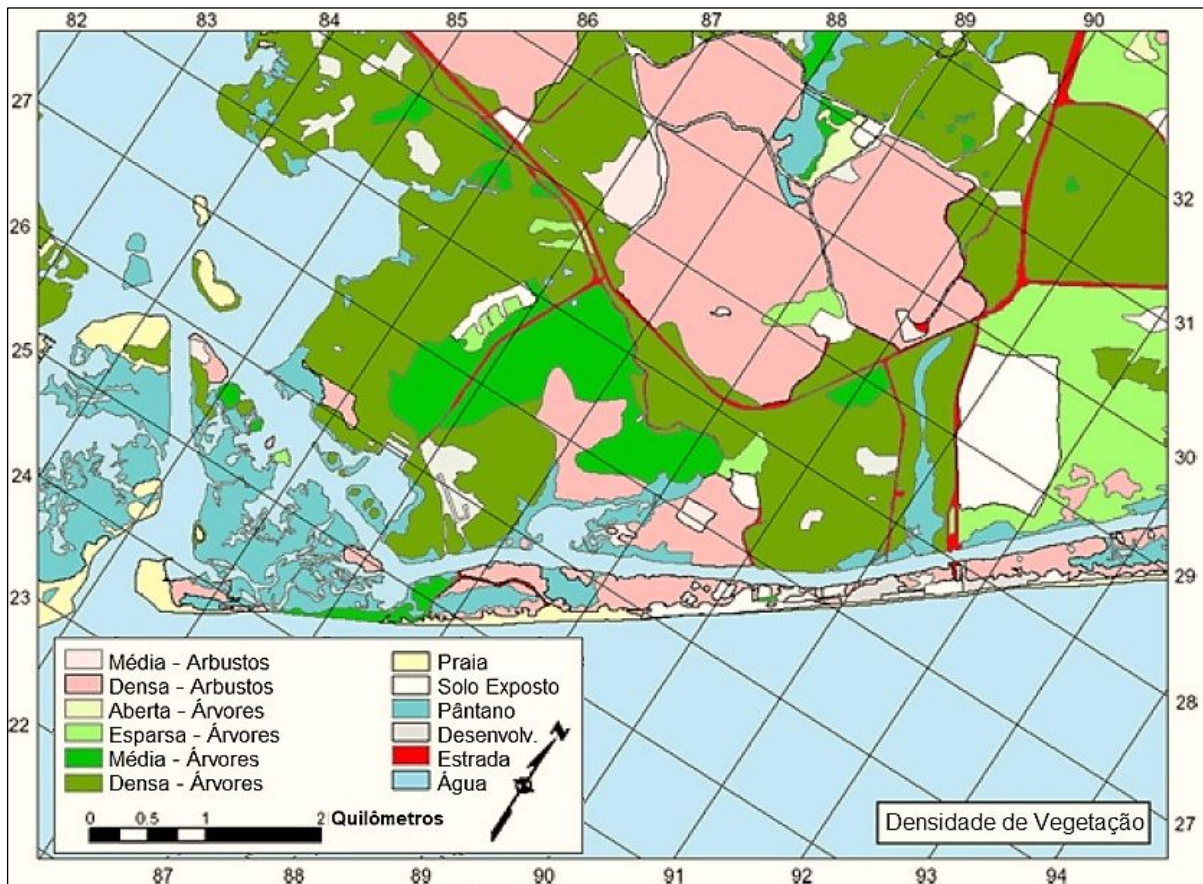 82 83 84 85 86 87 88 89 90
27
26
25
24
23
22
32
31
30
29
28
27
Média - Arbustos
Densa - Arbustos
Aberta - Árvores
Esparsa - Árvores
Média - Árvores
Densa - Árvores
Praia
Solo Exposto
Pântano
Desenvolv.
Estrada
Água
N
0 0.5 1 2 Quilômetros
Densidade de Vegetação
87 88 89 90 91 92 93 94